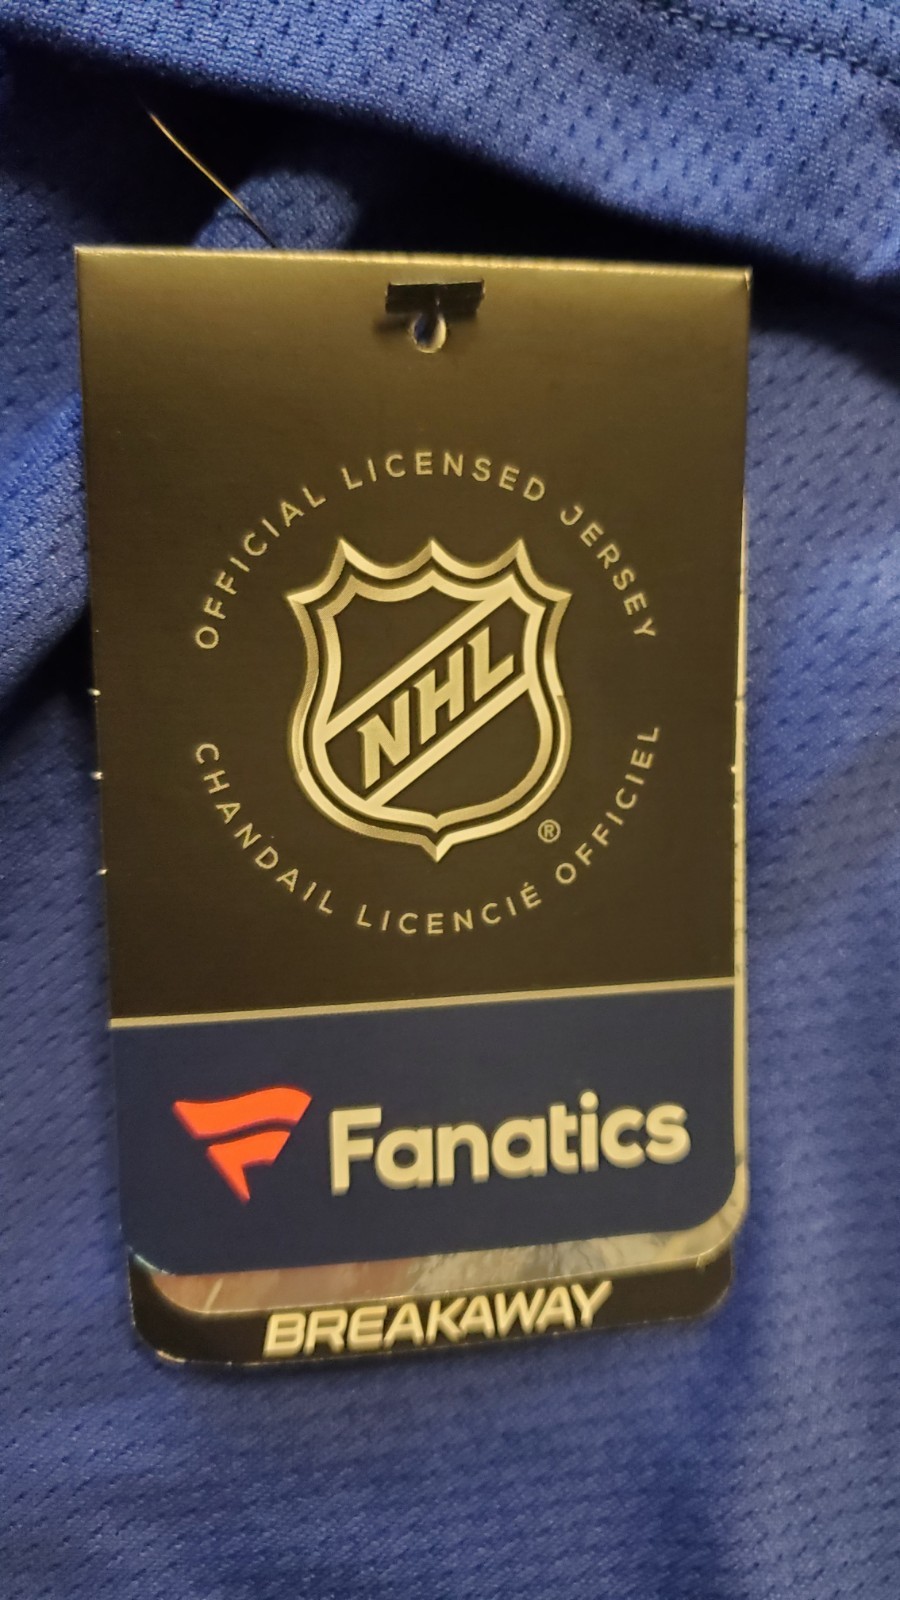 OFFICIAL LICENSED JERSEY
NHL
®
CHANDAIL LICENCIÉ OFFICIEL
Fanatics
BREAKAWAY